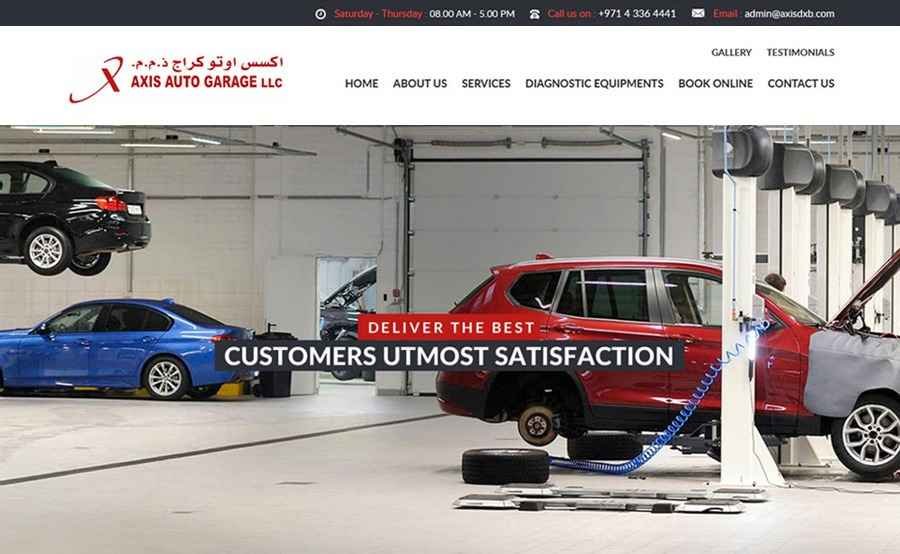 Saturday - Thursday : 08.00 AM - 5.00 PM Call us on : +971 4 336 4441 Email : admin@axisdxb.com
GALLERY TESTIMONIALS
اكسس اوتو كراج ذ.م.م.
AXIS AUTO GARAGE LLC
HOME ABOUT US SERVICES DIAGNOSTIC EQUIPMENTS BOOK ONLINE CONTACT US
DELIVER THE BEST
CUSTOMERS UTMOST SATISFACTION